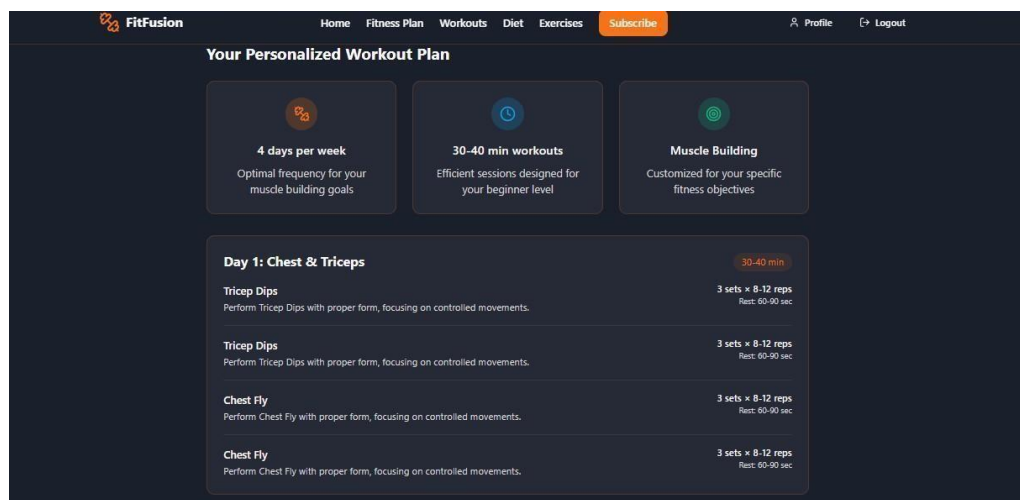 FitFusion
Home Fitness Plan Workouts Diet Exercises Subscribe
Profile Logout
Your Personalized Workout Plan
4 days per week
Optimal frequency for your
muscle building goals
30-40 min workouts
Efficient sessions designed for
your beginner level
Muscle Building
Customized for your specific
fitness objectives
Day 1: Chest & Triceps
30-40 min
Tricep Dips
3 sets × 8-12 reps
Perform Tricep Dips with proper form, focusing on controlled movements.
Rest: 60-90 sec
Tricep Dips
3 sets × 8-12 reps
Perform Tricep Dips with proper form, focusing on controlled movements.
Rest: 60-90 sec
Chest Fly
3 sets × 8-12 reps
Perform Chest Fly with proper form, focusing on controlled movements.
Rest: 60-90 sec
Chest Fly
3 sets × 8-12 reps
Perform Chest Fly with proper form, focusing on controlled movements.
Rest: 60-90 sec